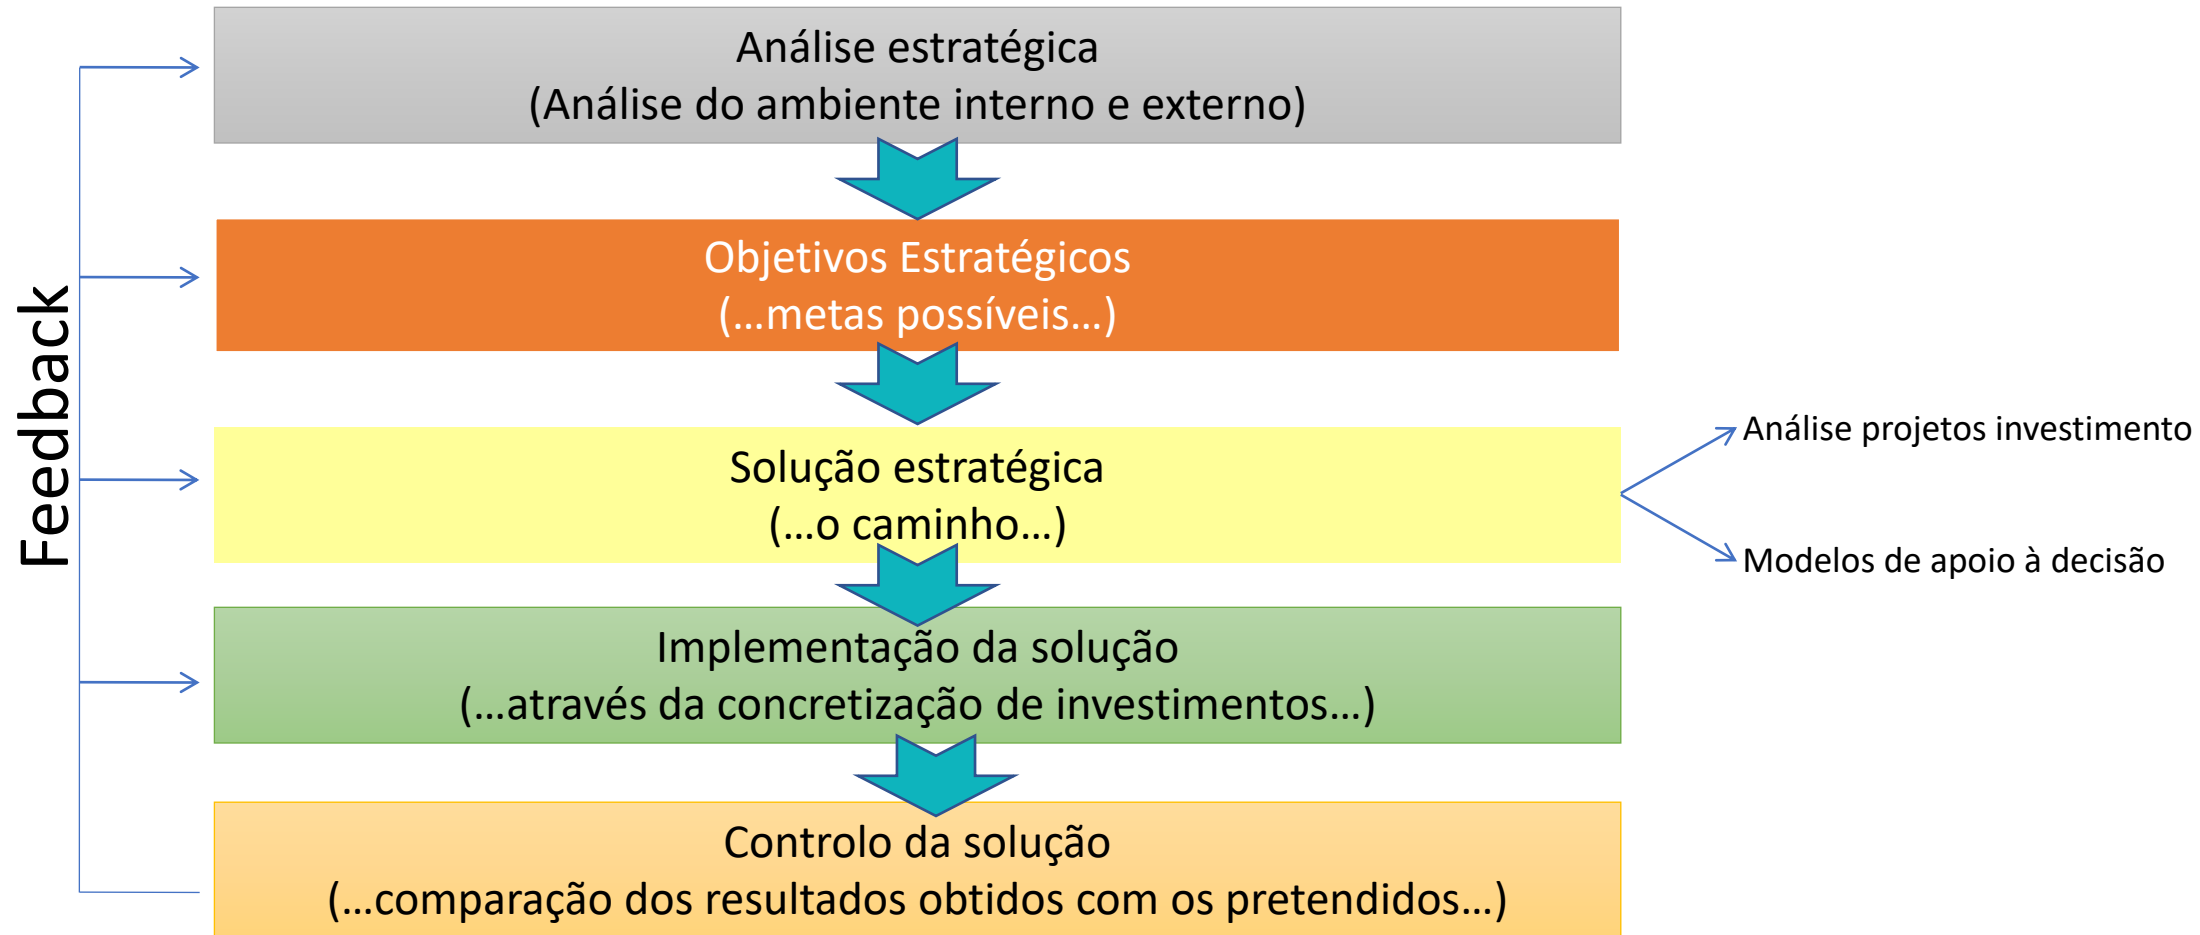 Análise estratégica
(Análise do ambiente interno e externo)
Objetivos Estratégicos
(…metas possíveis…)
Feedback
Solução estratégica
(…o caminho…)
Análise projetos investimento
Modelos de apoio à decisão
Implementação da solução
(…através da concretização de investimentos…)
Controlo da solução
(…comparação dos resultados obtidos com os pretendidos…)